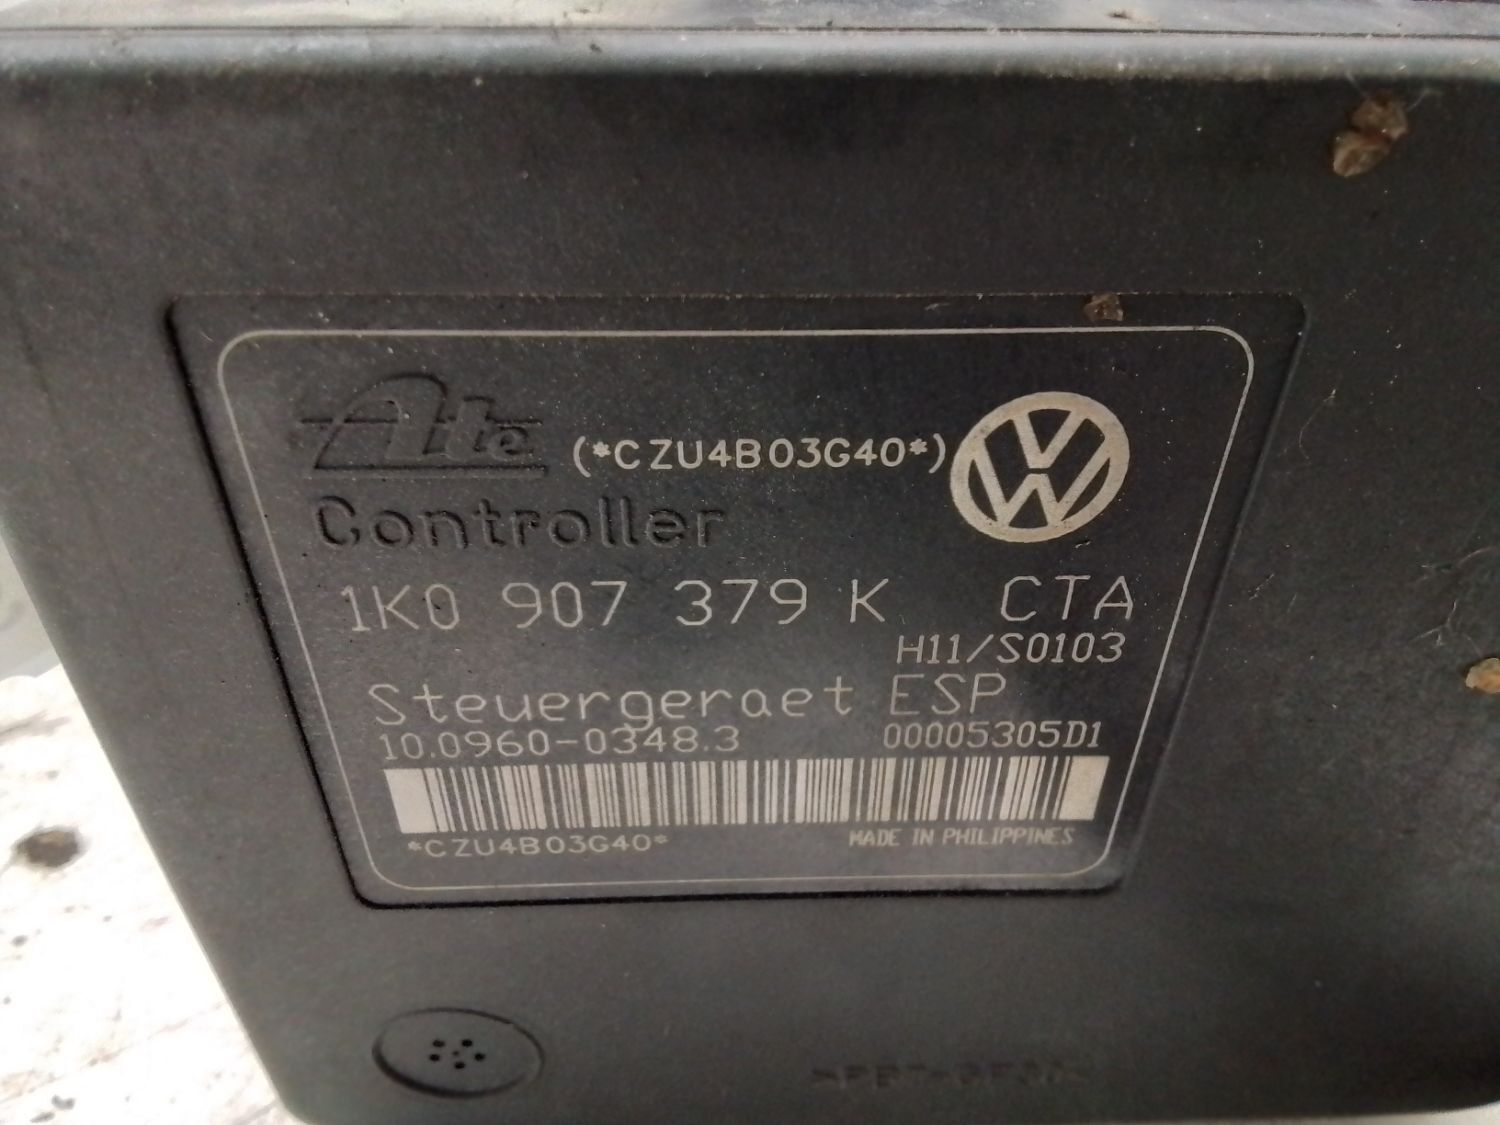 Ate (*CZU4B03G40*)
Controller
1K0 907 379 K CTA
H11/S0103
Steuergeraet ESP
10.0960-0348.3 00005305D1
*CZU4B03G40* MADE IN PHILIPPINES